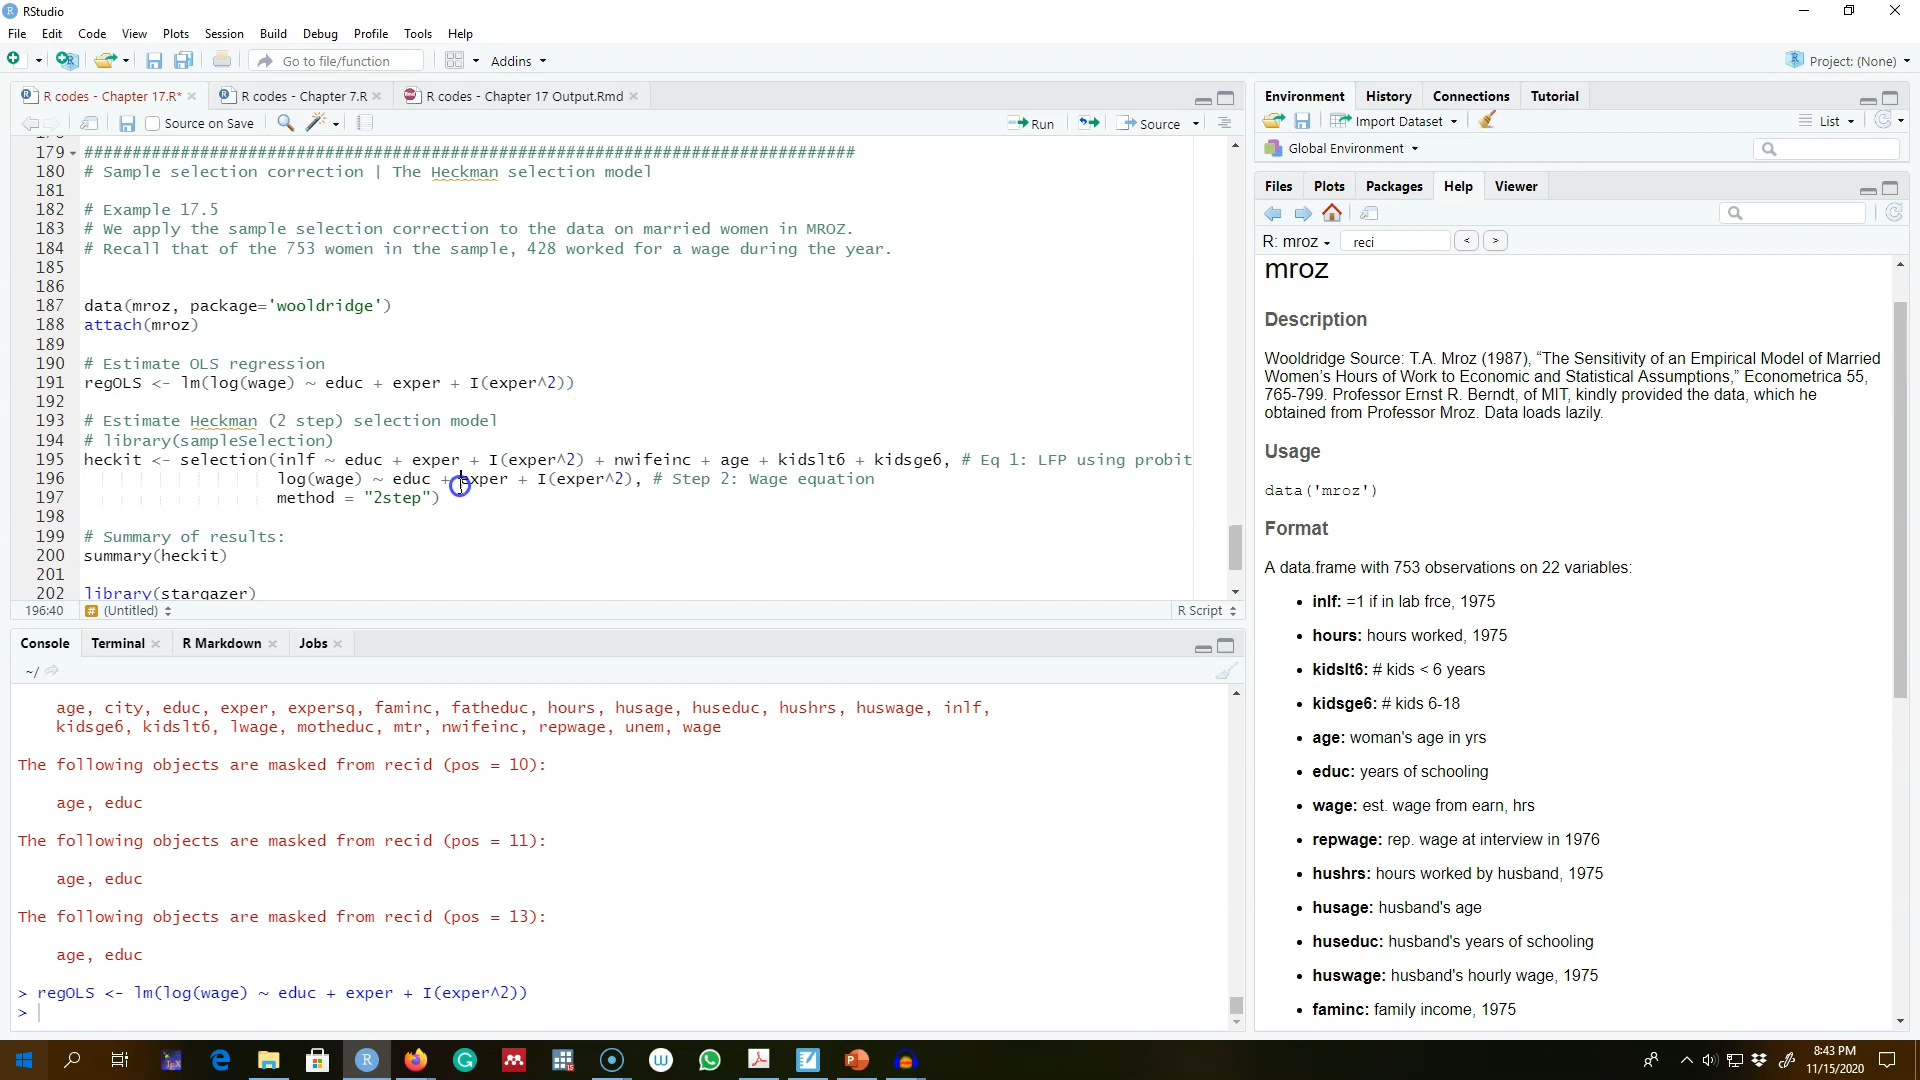 RStudio
File Edit Code View Plots Session Build Debug Profile Tools Help
Go to file/function
Addins
Project: (None)
R codes - Chapter 17.R*
R codes - Chapter 7.R
R codes - Chapter 17 Output.Rmd
Source on Save
Run
Source
179 ################################################################################
180 # Sample selection correction | The Heckman selection model
181
182 # Example 17.5
183 # We apply the sample selection correction to the data on married women in MROZ.
184 # Recall that of the 753 women in the sample, 428 worked for a wage during the year.
185
186
187 data(mroz, package='wooldridge')
188 attach(mroz)
189
190 # Estimate OLS regression
191 regOLS <- lm(log(wage) ~ educ + exper + I(exper^2))
192
193 # Estimate Heckman (2 step) selection model
194 # library(sampleSelection)
195 heckit <- selection(inlf ~ educ + exper + I(exper^2) + nwifeinc + age + kidslt6 + kidsge6, # Eq 1: LFP using probit
196 log(wage) ~ educ + exper + I(exper^2), # Step 2: Wage equation
197 method = "2step")
198
199 # Summary of results:
200 summary(heckit)
201
202 library(stargazer)
196:40
(Untitled)
R Script
Console Terminal R Markdown Jobs
~/
age, city, educ, exper, expersq, faminc, fatheduc, hours, husage, huseduc, hushrs, huswage, inlf,
kidsge6, kidslt6, lwage, motheduc, mtr, nwifeinc, repwage, unem, wage
The following objects are masked from recid (pos = 10):
age, educ
The following objects are masked from recid (pos = 11):
age, educ
The following objects are masked from recid (pos = 13):
age, educ
> regOLS <- lm(log(wage) ~ educ + exper + I(exper^2))
>
Environment History Connections Tutorial
Import Dataset
List
Global Environment
Files Plots Packages Help Viewer
R: mroz
reci
< >
mroz
Description
Wooldridge Source: T.A. Mroz (1987), “The Sensitivity of an Empirical Model of Married
Women’s Hours of Work to Economic and Statistical Assumptions,” Econometrica 55,
765-799. Professor Ernst R. Berndt, of MIT, kindly provided the data, which he
obtained from Professor Mroz. Data loads lazily.
Usage
data('mroz')
Format
A data.frame with 753 observations on 22 variables:
• inlf: =1 if in lab frce, 1975
• hours: hours worked, 1975
• kidslt6: # kids < 6 years
• kidsge6: # kids 6-18
• age: woman's age in yrs
• educ: years of schooling
• wage: est. wage from earn, hrs
• repwage: rep. wage at interview in 1976
• hushrs: hours worked by husband, 1975
• husage: husband's age
• huseduc: husband's years of schooling
• huswage: husband's hourly wage, 1975
• faminc: family income, 1975
8:43 PM
11/15/2020